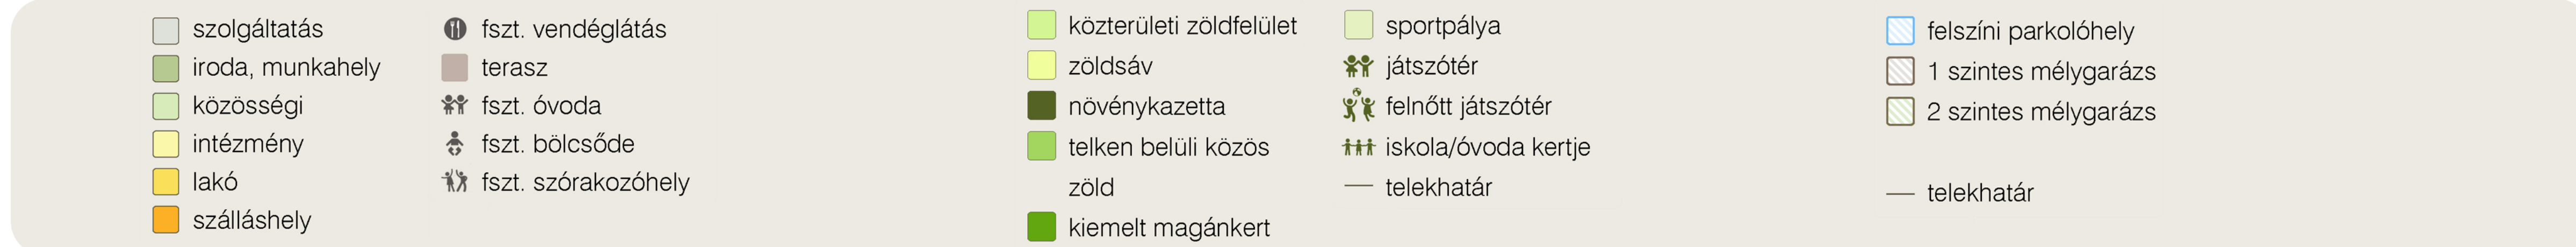 szolgáltatás
iroda, munkahely
közösségi
intézmény
lakó
szálláshely
fszt. vendéglátás
terasz
fszt. óvoda
fszt. bölcsőde
fszt. szórakozóhely
közterületi zöldfelület
zöldsáv
növénykazetta
telken belüli közös
zöld
kiemelt magánkert
sportpálya
játszótér
felnőtt játszótér
iskola/óvoda kertje
telekhatár
felszíni parkolóhely
1 szintes mélygarázs
2 szintes mélygarázs
telekhatár